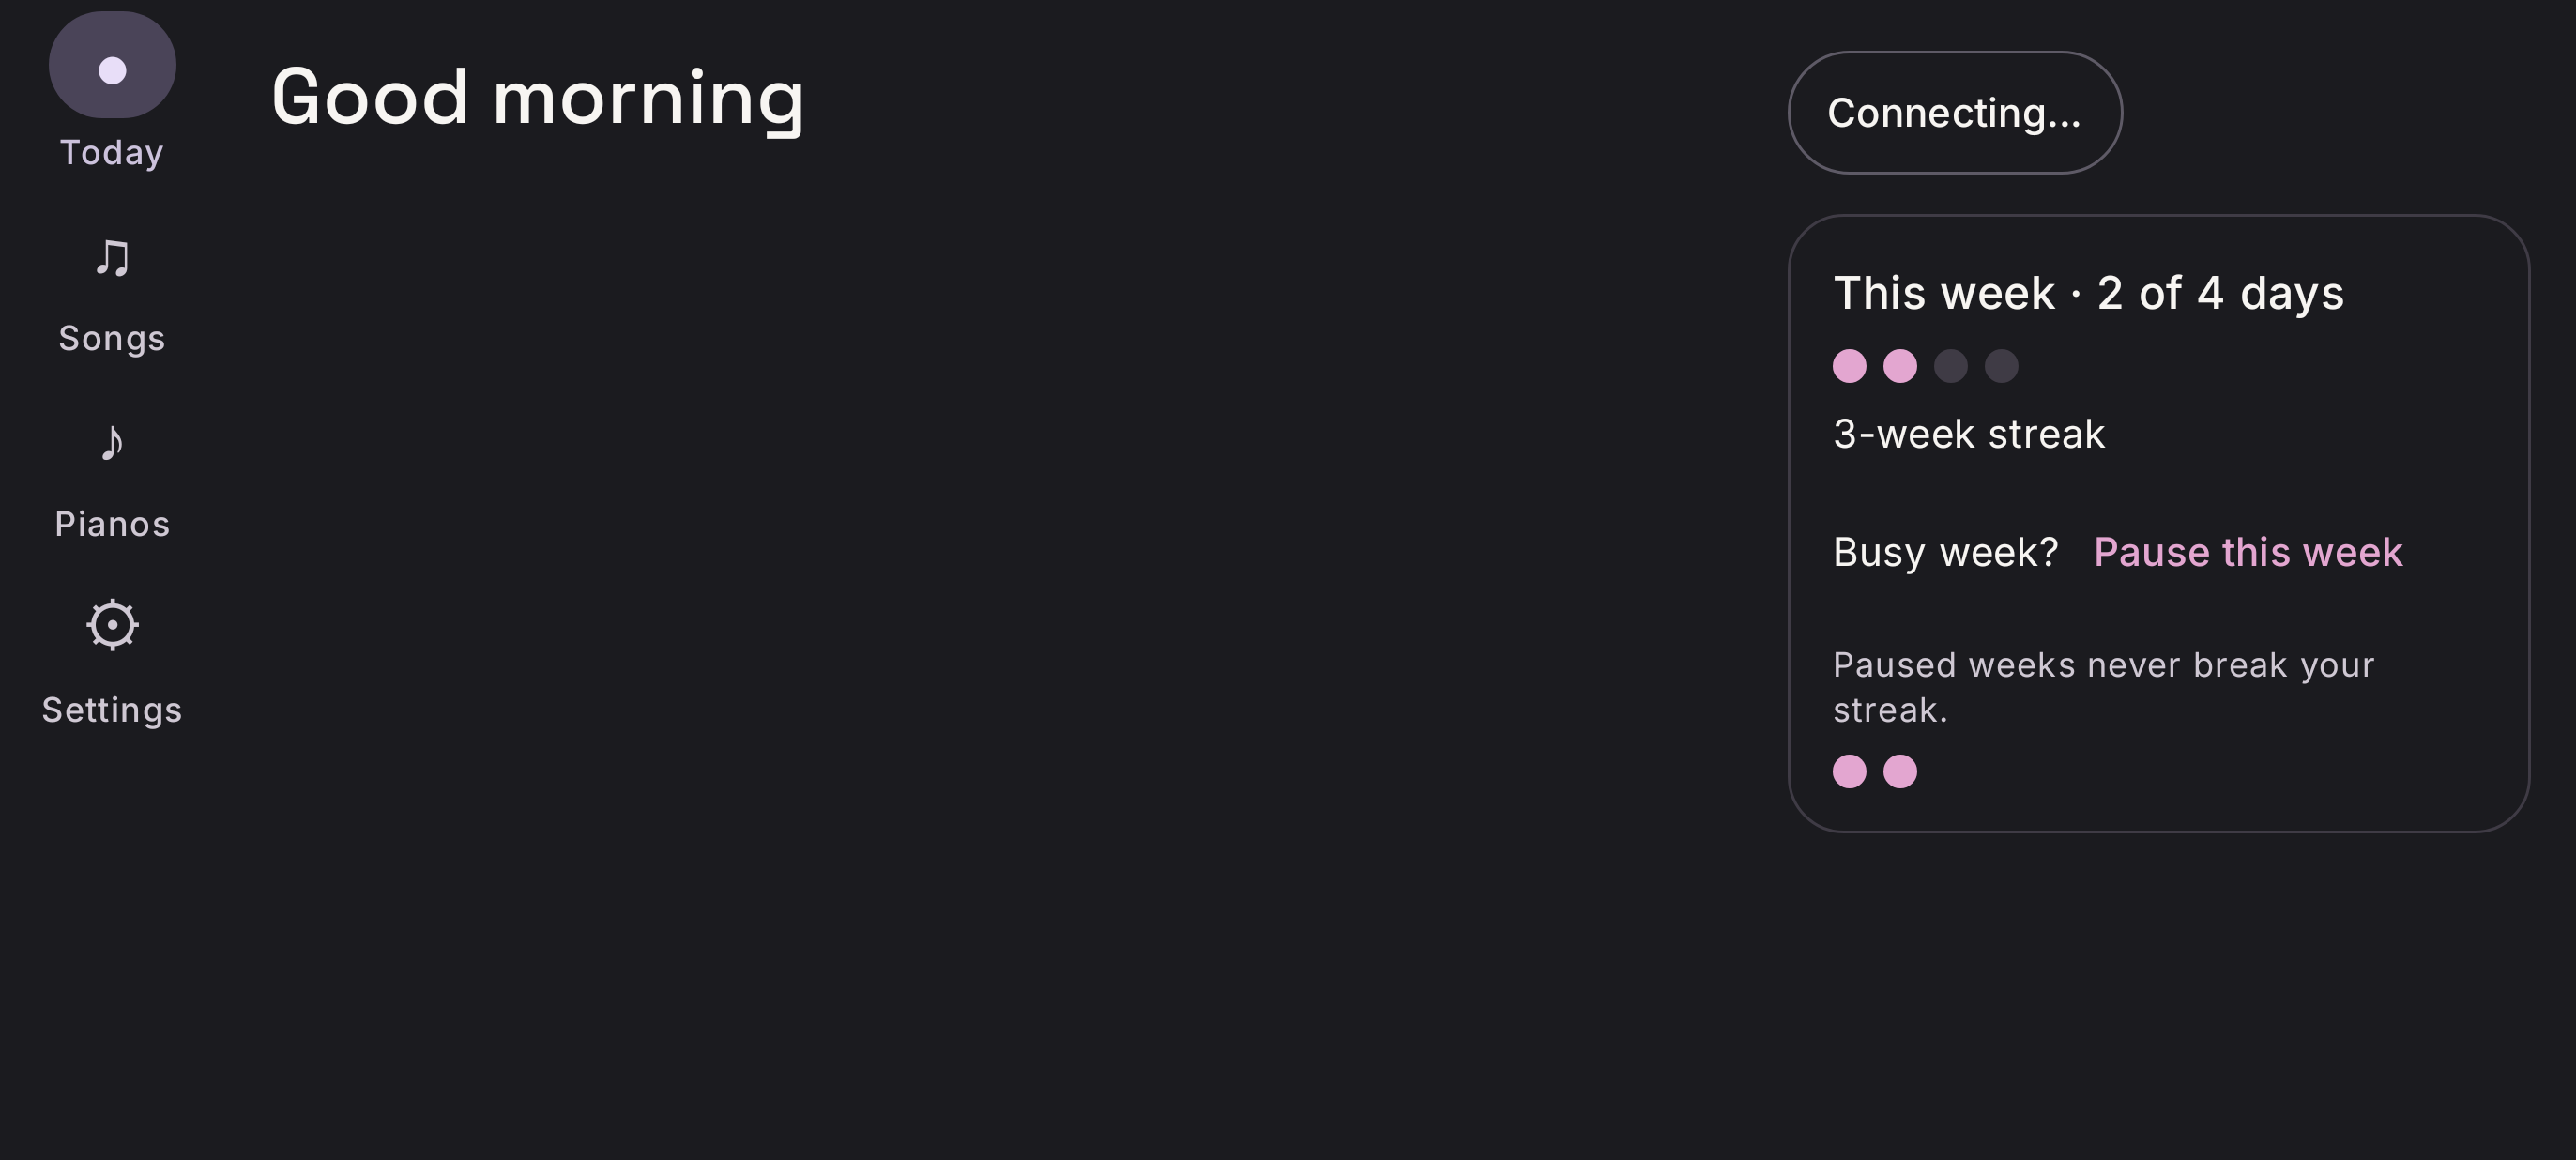 Today
Songs
Pianos
Settings
Good morning
Connecting...
This week · 2 of 4 days
3-week streak
Busy week? Pause this week
Paused weeks never break your
streak.